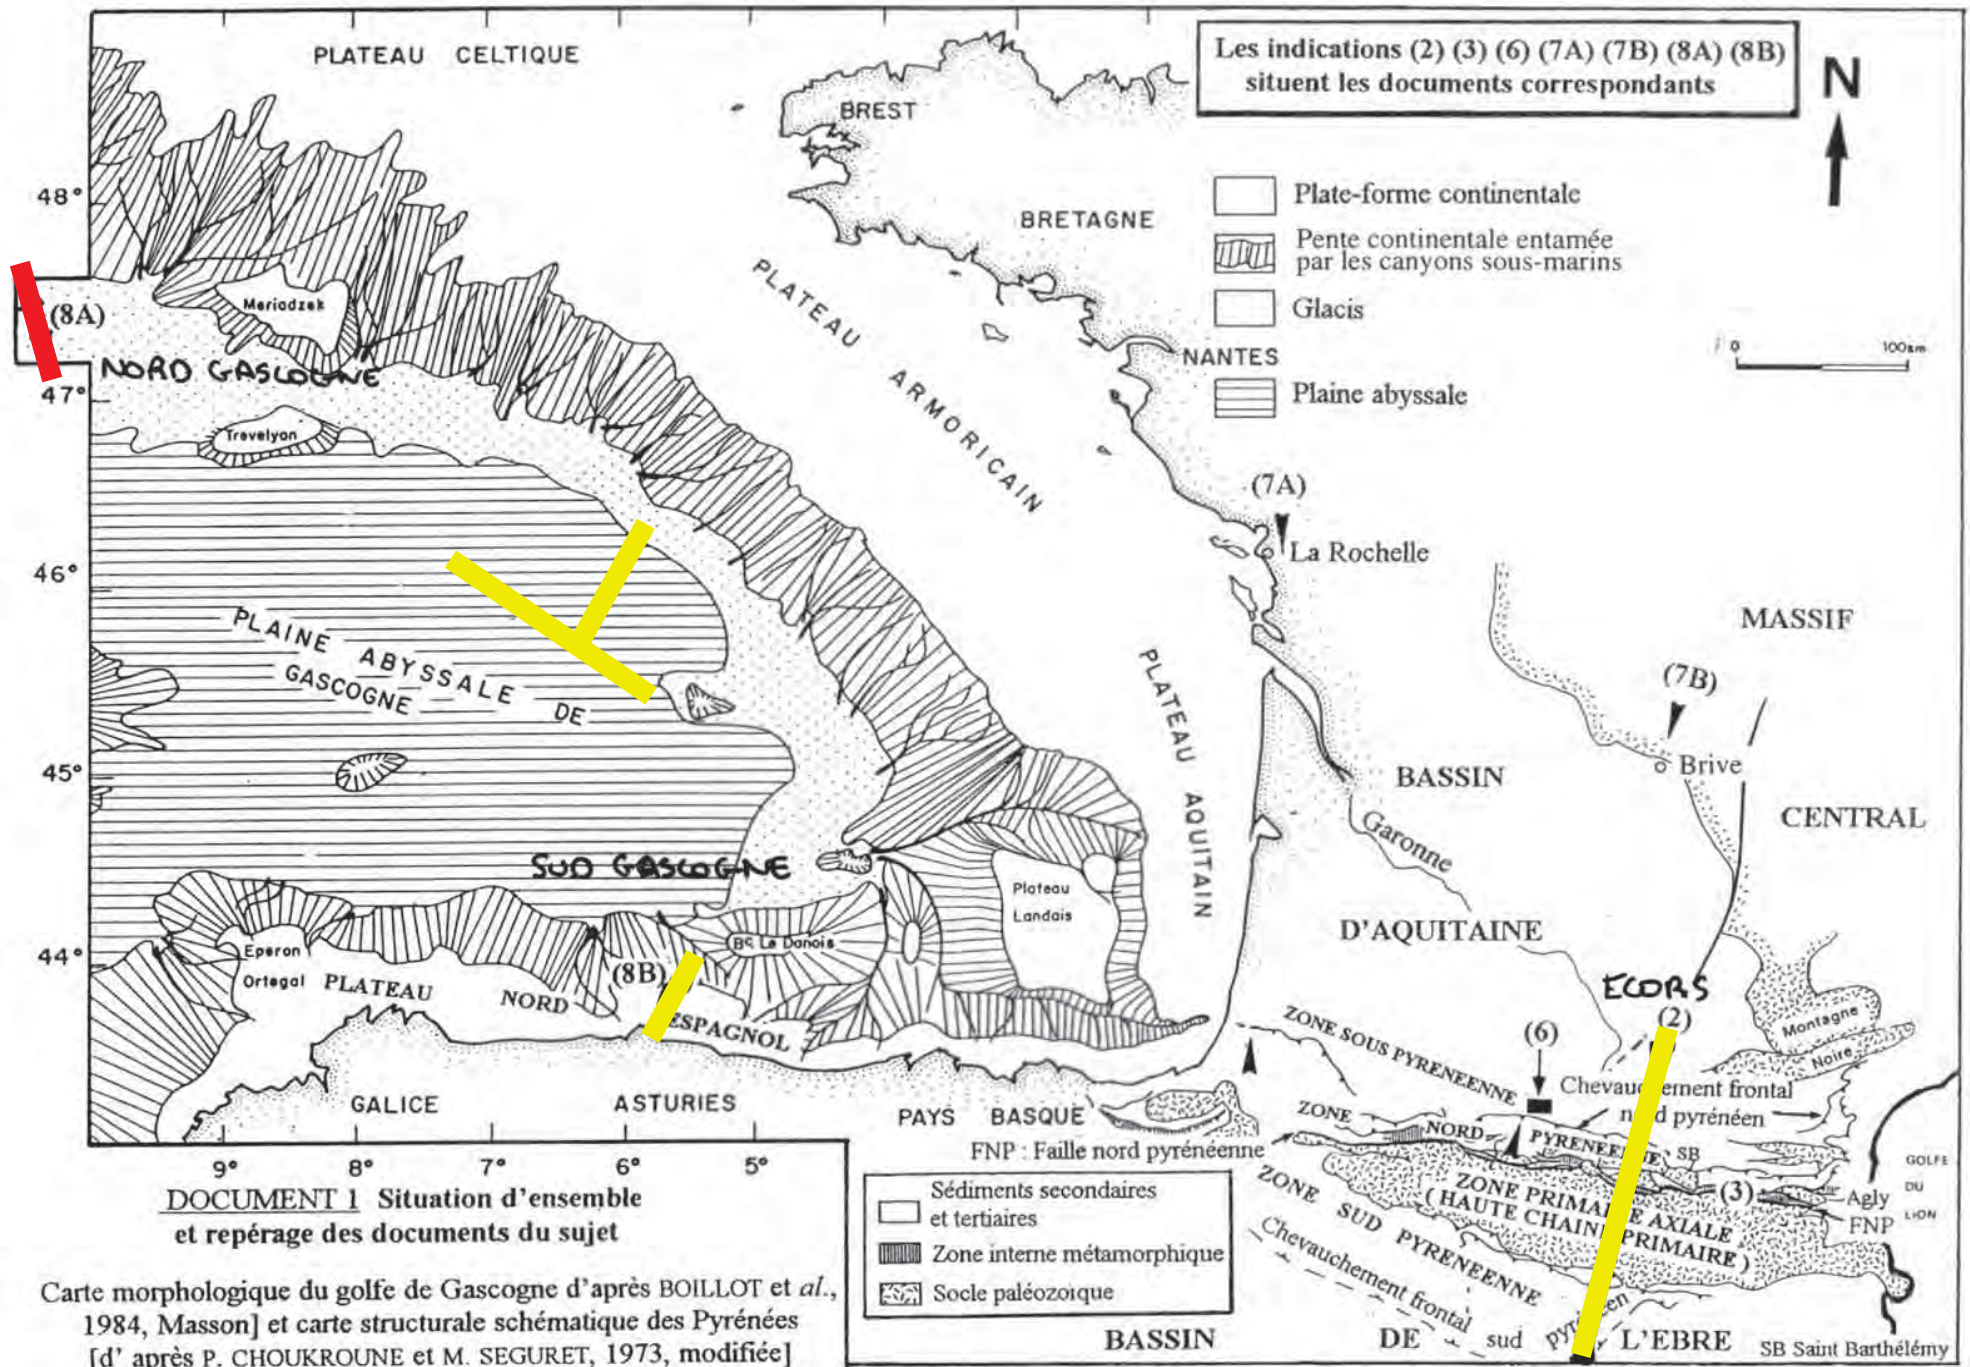 PLATEAU CELTIQUE
Les indications (2) (3) (6) (7A) (7B) (8A) (8B)
situent les documents correspondants
N
BREST
BRETAGNE
Plate-forme continentale
Pente continentale entamée
par les canyons sous-marins
Glacis
Plaine abyssale
0 100km
48°
47°
46°
45°
44°
(8A)
Meriadzek
NORD GASCOGNE
Trevelyan
PLATEAU ARMORICAIN
NANTES
(7A)
La Rochelle
MASSIF
CENTRAL
(7B)
Brive
PLAINE ABYSSALE DE
GASCOGNE
PLATEAU AQUITAIN
BASSIN
D'AQUITAINE
Garonne
SUD GASCOGNE
Plateau
Landais
Bc Le Danois
Eperon
Ortegal
PLATEAU NORD ESPAGNOL
(8B)
ECORS
(2)
Montagne
Noire
ZONE SOUS PYRENEENNE
(6)
Chevauchement frontal
nord pyrénéen
GALICE
ASTURIES
PAYS BASQUE
FNP : Faille nord pyrénéenne
ZONE NORD PYRENEENNE
SB
(3)
Agly
FNP
GOLFE
DU
LION
ZONE PRIMAIRE AXIALE
(HAUTE CHAINE PRIMAIRE)
ZONE SUD PYRENEENNE
Chevauchement frontal sud
9° 8° 7° 6° 5°
DOCUMENT 1 Situation d'ensemble
et repérage des documents du sujet
Sédiments secondaires
et tertiaires
Zone interne métamorphique
Socle paléozoïque
Carte morphologique du golfe de Gascogne d'après BOILLOT et al.,
1984, Masson] et carte structurale schématique des Pyrénées
[d' après P. CHOUKROUNE et M. SEGURET, 1973, modifiée]
BASSIN DE L'EBRE
SB Saint Barthélémy